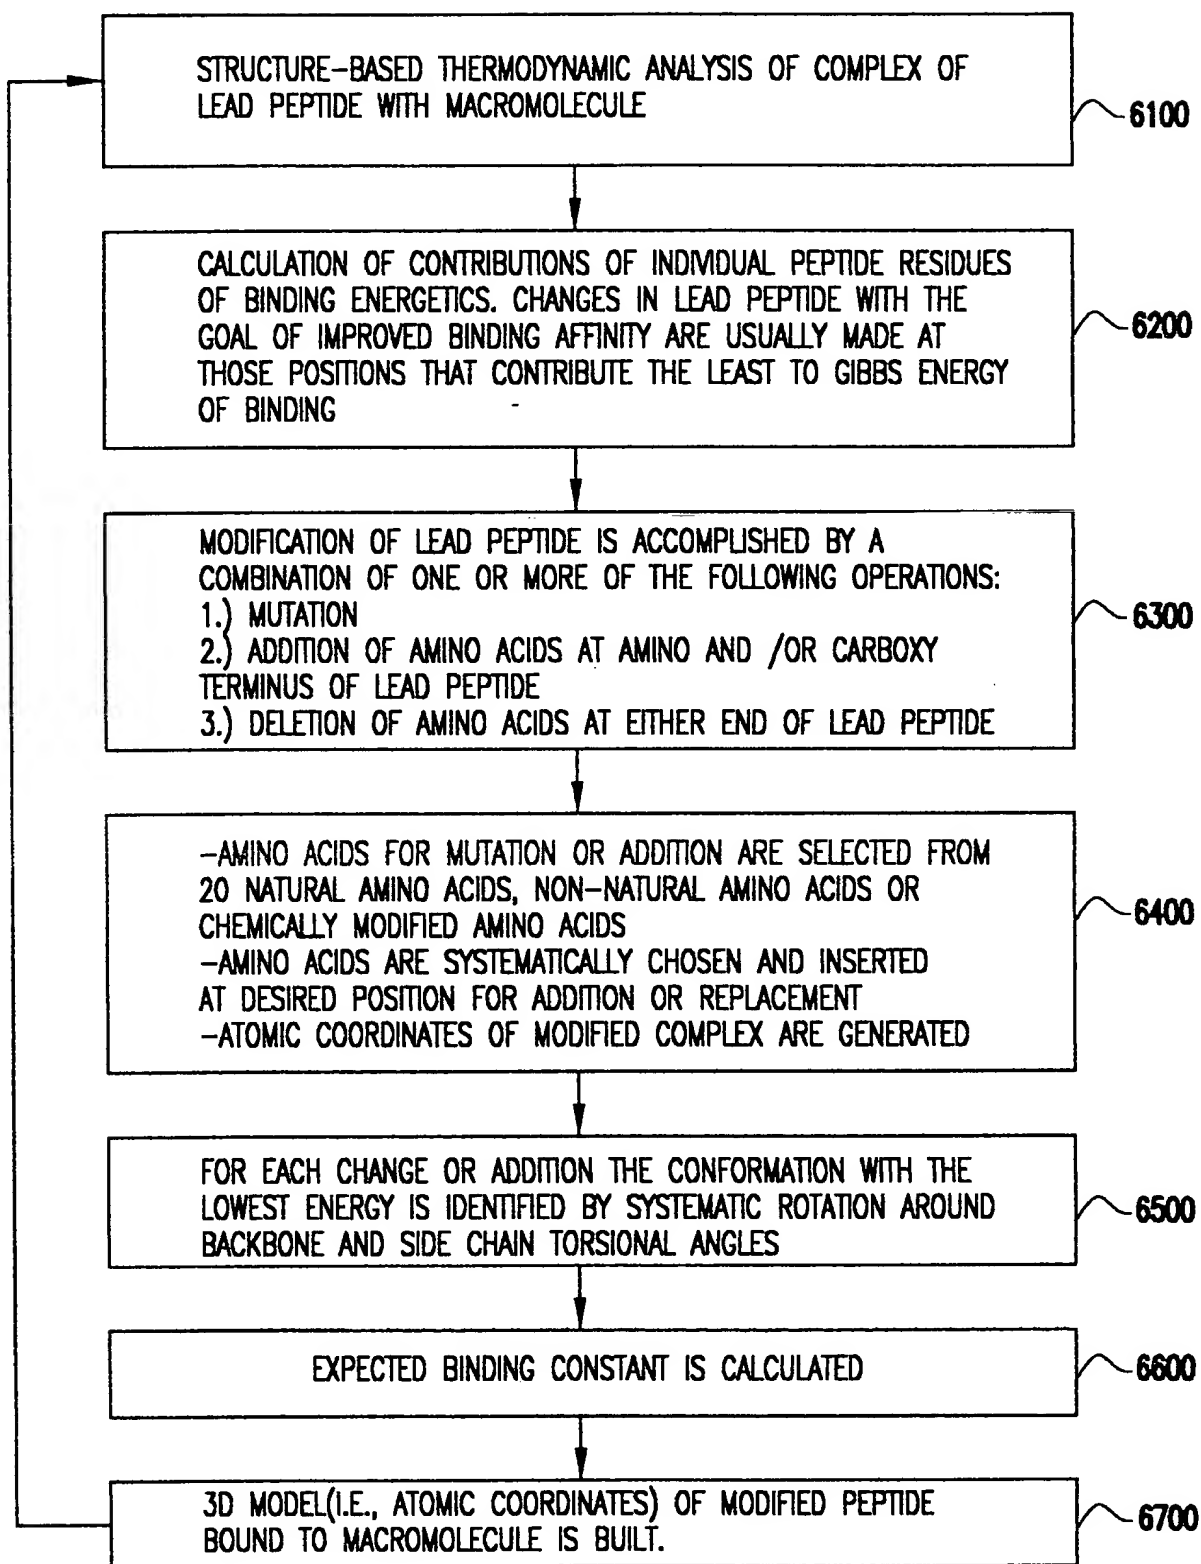 STRUCTURE-BASED THERMODYNAMIC ANALYSIS OF COMPLEX OF
LEAD PEPTIDE WITH MACROMOLECULE
6100
CALCULATION OF CONTRIBUTIONS OF INDIVIDUAL PEPTIDE RESIDUES
OF BINDING ENERGETICS. CHANGES IN LEAD PEPTIDE WITH THE
GOAL OF IMPROVED BINDING AFFINITY ARE USUALLY MADE AT
THOSE POSITIONS THAT CONTRIBUTE THE LEAST TO GIBBS ENERGY
OF BINDING
6200
MODIFICATION OF LEAD PEPTIDE IS ACCOMPLISHED BY A
COMBINATION OF ONE OR MORE OF THE FOLLOWING OPERATIONS:
1.) MUTATION
2.) ADDITION OF AMINO ACIDS AT AMINO AND /OR CARBOXY
TERMINUS OF LEAD PEPTIDE
3.) DELETION OF AMINO ACIDS AT EITHER END OF LEAD PEPTIDE
6300
-AMINO ACIDS FOR MUTATION OR ADDITION ARE SELECTED FROM
20 NATURAL AMINO ACIDS, NON-NATURAL AMINO ACIDS OR
CHEMICALLY MODIFIED AMINO ACIDS
-AMINO ACIDS ARE SYSTEMATICALLY CHOSEN AND INSERTED
AT DESIRED POSITION FOR ADDITION OR REPLACEMENT
-ATOMIC COORDINATES OF MODIFIED COMPLEX ARE GENERATED
6400
FOR EACH CHANGE OR ADDITION THE CONFORMATION WITH THE
LOWEST ENERGY IS IDENTIFIED BY SYSTEMATIC ROTATION AROUND
BACKBONE AND SIDE CHAIN TORSIONAL ANGLES
6500
EXPECTED BINDING CONSTANT IS CALCULATED
6600
3D MODEL(I.E., ATOMIC COORDINATES) OF MODIFIED PEPTIDE
BOUND TO MACROMOLECULE IS BUILT.
6700